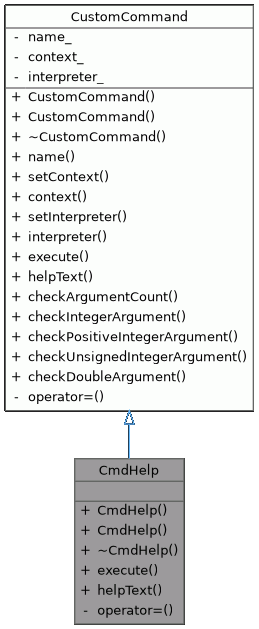 CustomCommand
- name_
- context_
- interpreter_
+ CustomCommand()
+ CustomCommand()
+ ~CustomCommand()
+ name()
+ setContext()
+ context()
+ setInterpreter()
+ interpreter()
+ execute()
+ helpText()
+ checkArgumentCount()
+ checkIntegerArgument()
+ checkPositiveIntegerArgument()
+ checkUnsignedIntegerArgument()
+ checkDoubleArgument()
- operator=()
CmdHelp
+ CmdHelp()
+ CmdHelp()
+ ~CmdHelp()
+ execute()
+ helpText()
- operator=()